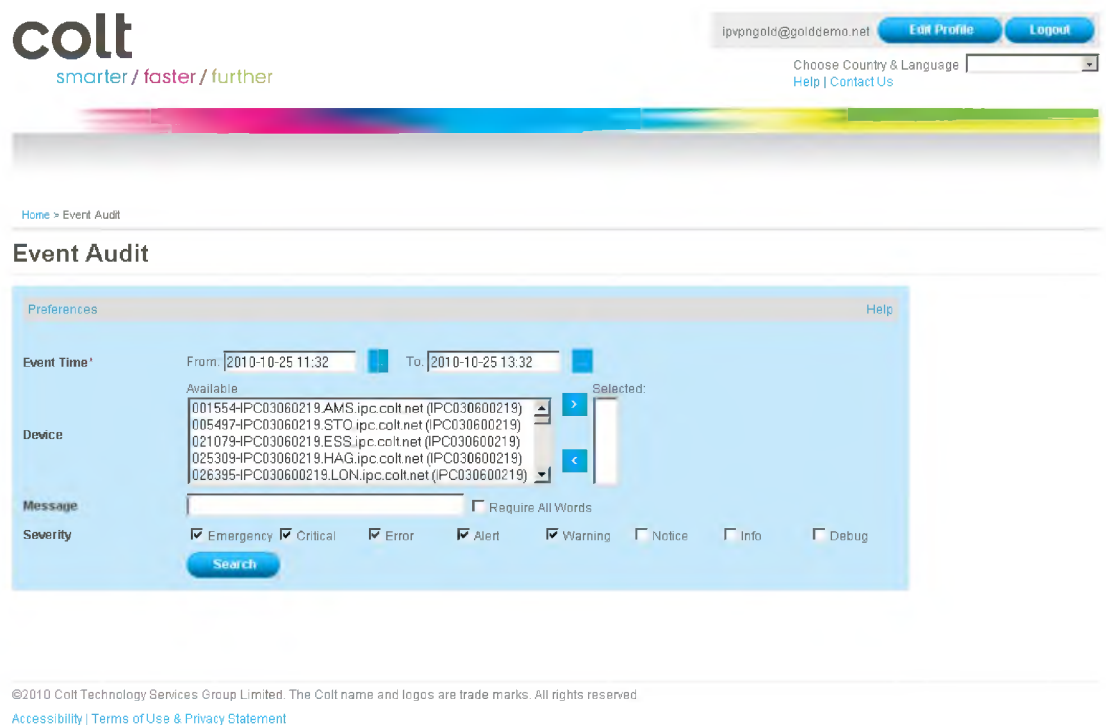 colt
smarter / faster / further
ipvpngold@golddemo.net Edit Profile Logout
Choose Country & Language
Help | Contact Us
Home > Event Audit
Event Audit
Preferences Help
Event Time* From: 2010-10-25 11:32 To: 2010-10-25 13:32
Available Selected:
001554-IPC03060219.AMS.ipc.colt.net (IPC030600219)
005497-IPC03060219.STO.ipc.colt.net (IPC030600219)
Device
021079-IPC03060219.ESS.ipc.colt.net (IPC030600219)
025309-IPC03060219.HAG.ipc.colt.net (IPC030600219)
026395-IPC030600219.LON.ipc.colt.net (IPC030600219)
Message Require All Words
Severity Emergency Critical Error Alert Warning Notice Info Debug
Search
©2010 Colt Technology Services Group Limited. The Colt name and logos are trade marks. All rights reserved
Accessibility | Terms of Use & Privacy Statement